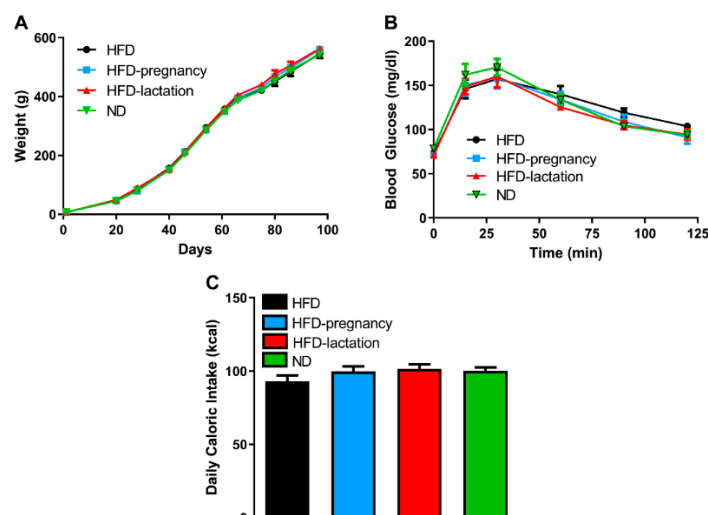 A
600
400
200
0
Weight (g)
HFD
HFD-pregnancy
HFD-lactation
ND
0
20
40
60
80
100
Days
B
200
150
100
50
0
Blood Glucose (mg/dl)
HFD
HFD-pregnancy
HFD-lactation
ND
0
25
50
75
100
125
Time (min)
C
150
100
50
Daily Caloric Intake (kcal)
HFD
HFD-pregnancy
HFD-lactation
ND